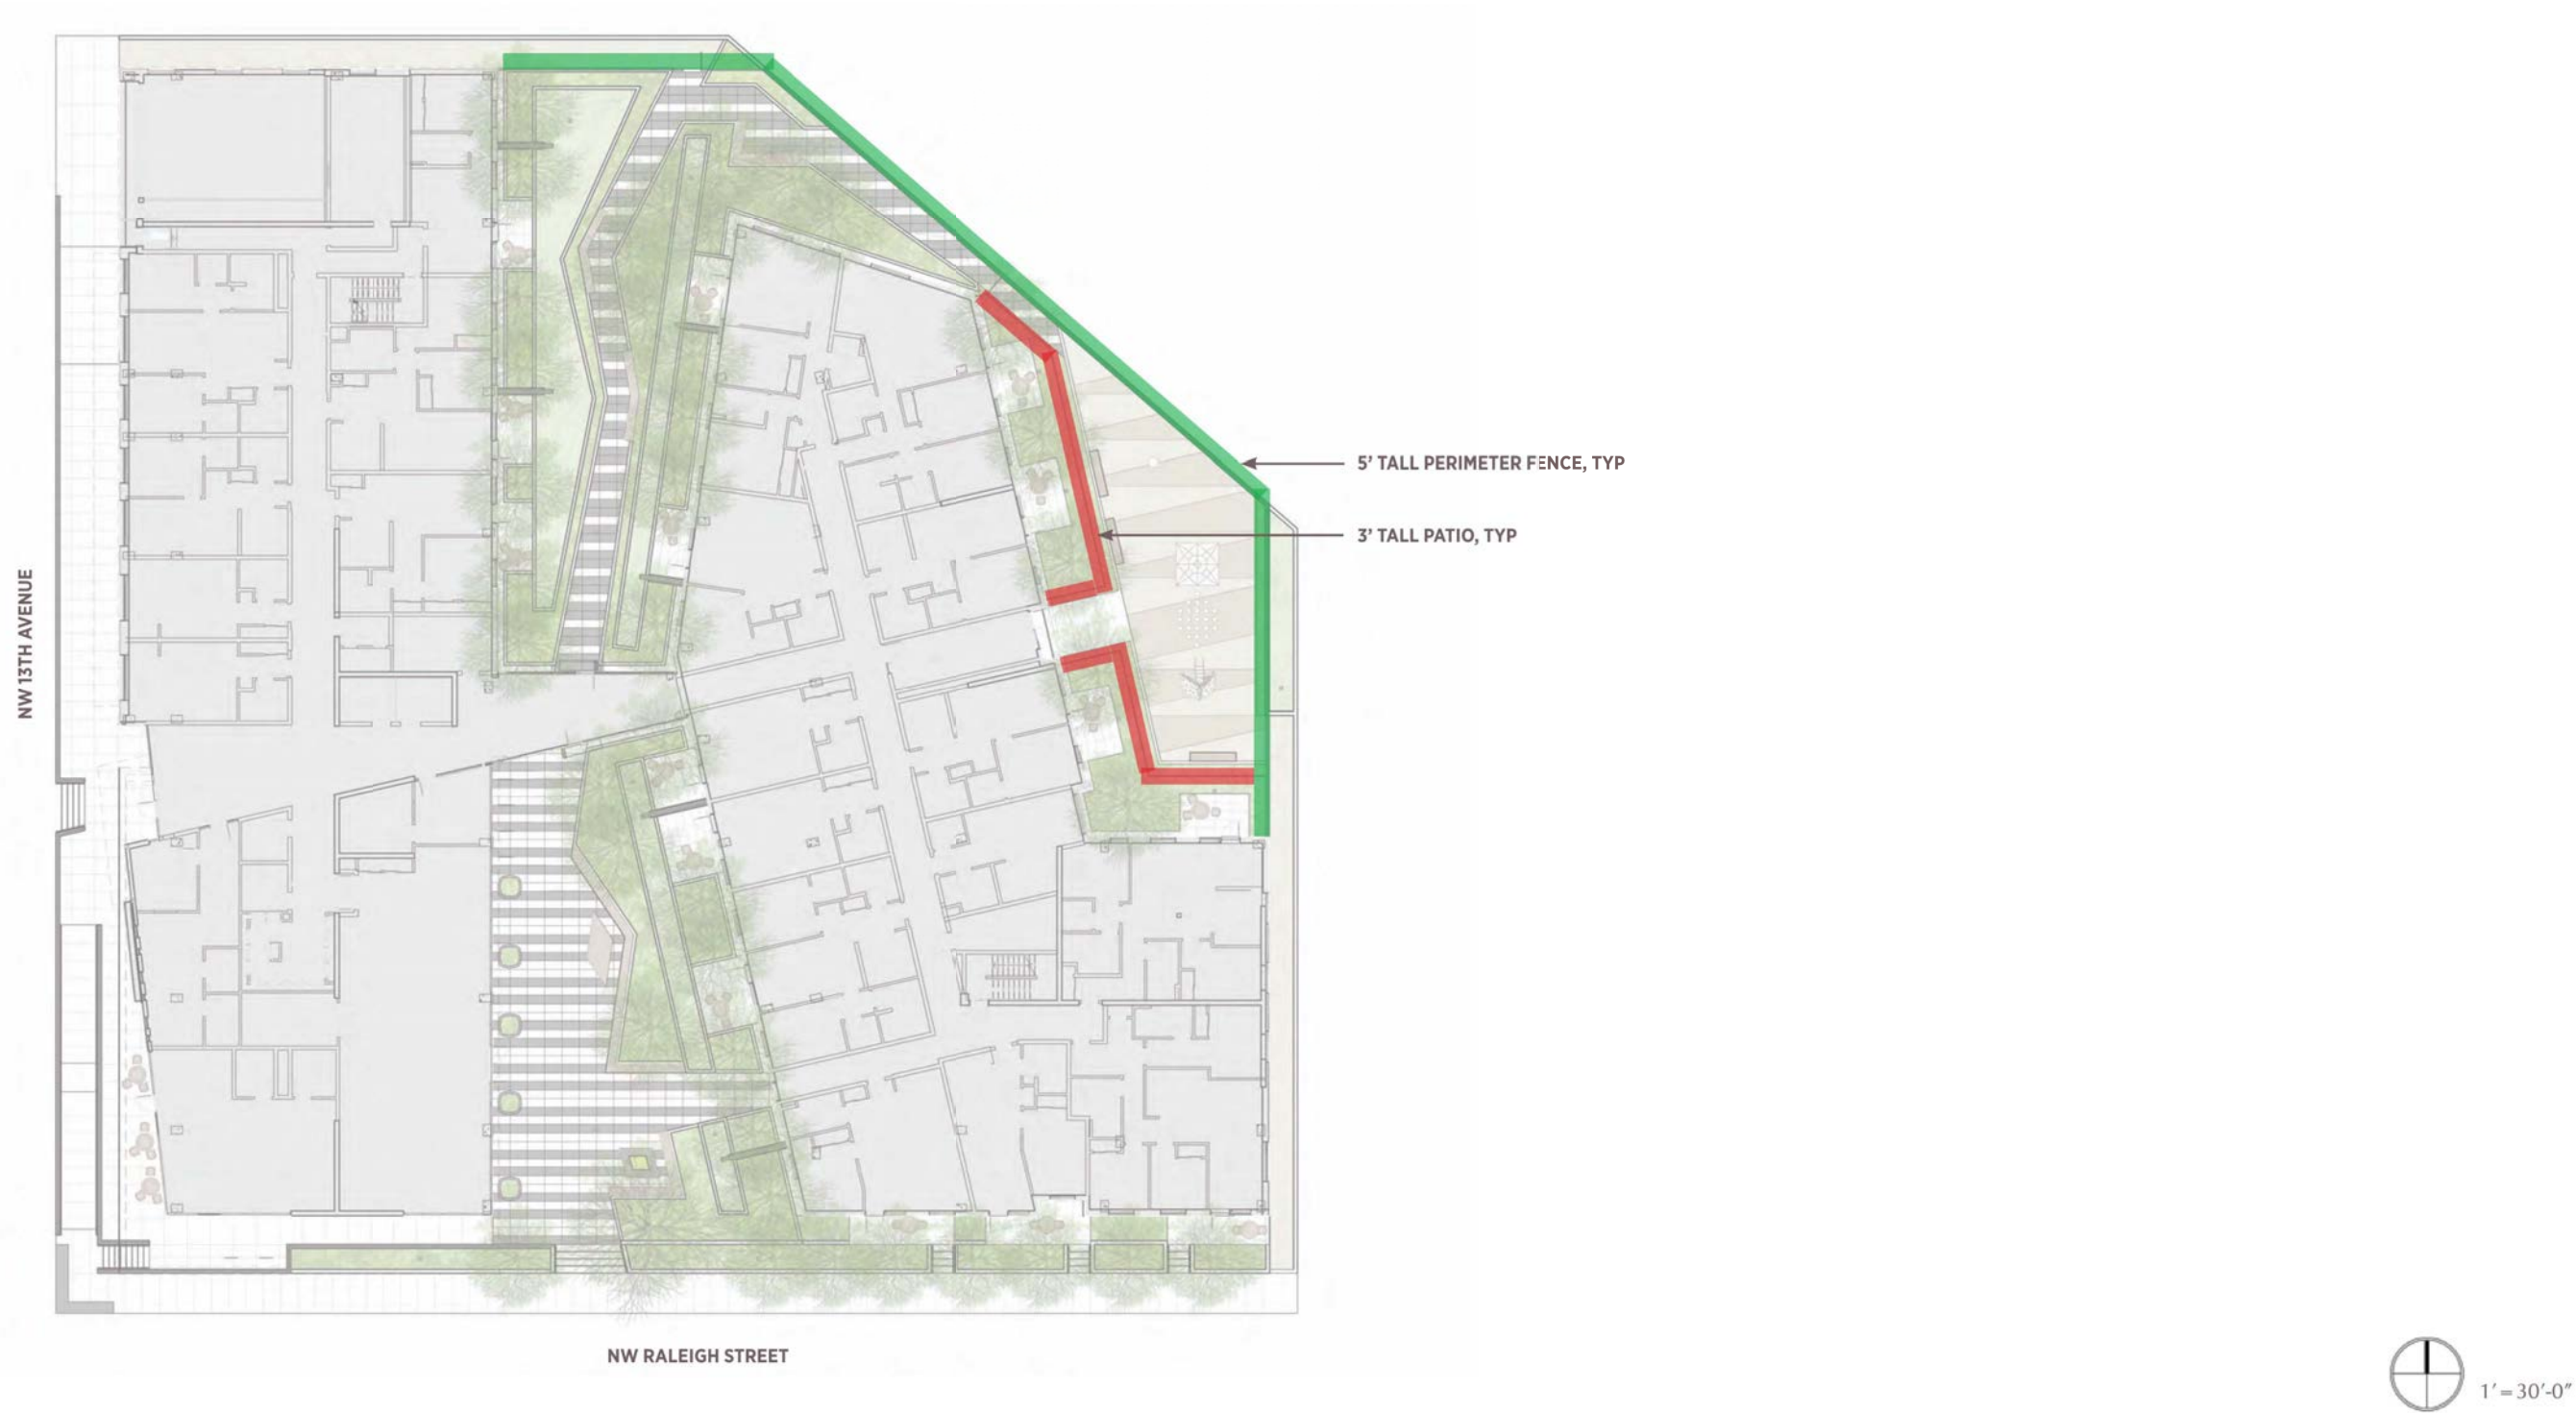 5’ TALL PERIMETER FENCE, TYP
3’ TALL PATIO, TYP
NW 13TH AVENUE
NW RALEIGH STREET
1’ = 30’-0”